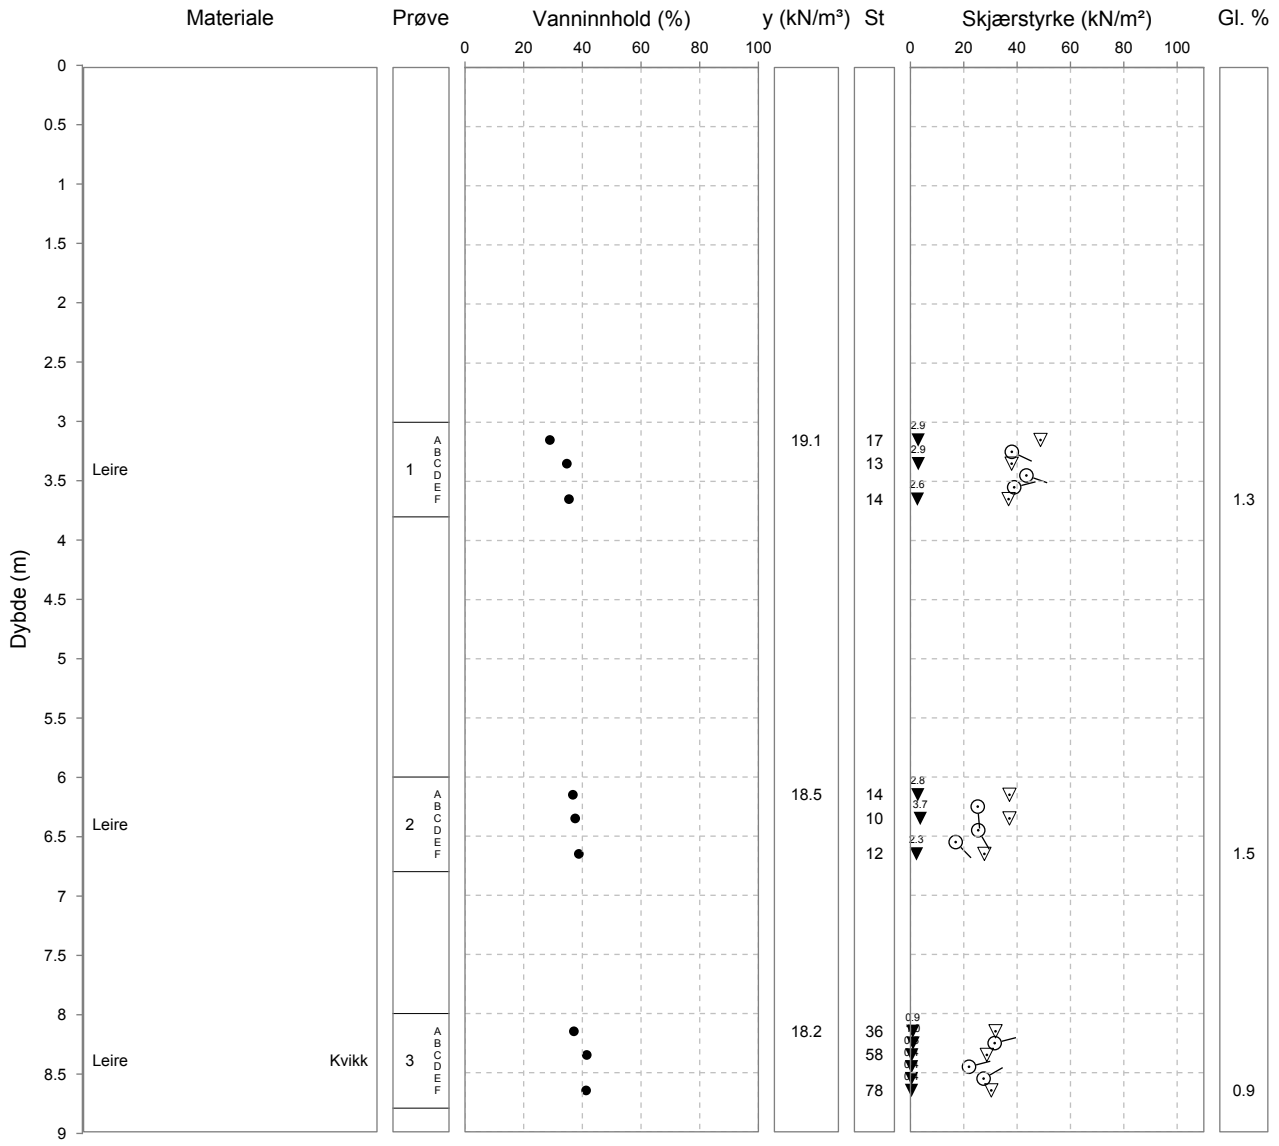 Materiale Prøve Vanninnhold (%) y (kN/m³) St Skjærstyrke (kN/m²) Gl. %
0 20 40 60 80 100 0 20 40 60 80 100
0
0.5
1
1.5
2
2.5
3
2.9
A 19.1 17
B
Leire 1 C 13 2.9
D
3.5 E
2.6
F 14 1.3
4
4.5
Dybde (m)
5
5.5
6
2.8
A 18.5 14
B
3.7
Leire 2 C 10
D
6.5 E
2.3
F 12 1.5
7
7.5
8
0.9
A 18.2 36
B
Leire Kvikk 3 C 58
D
0.4
8.5 E
0.4
F 78 0.9
9